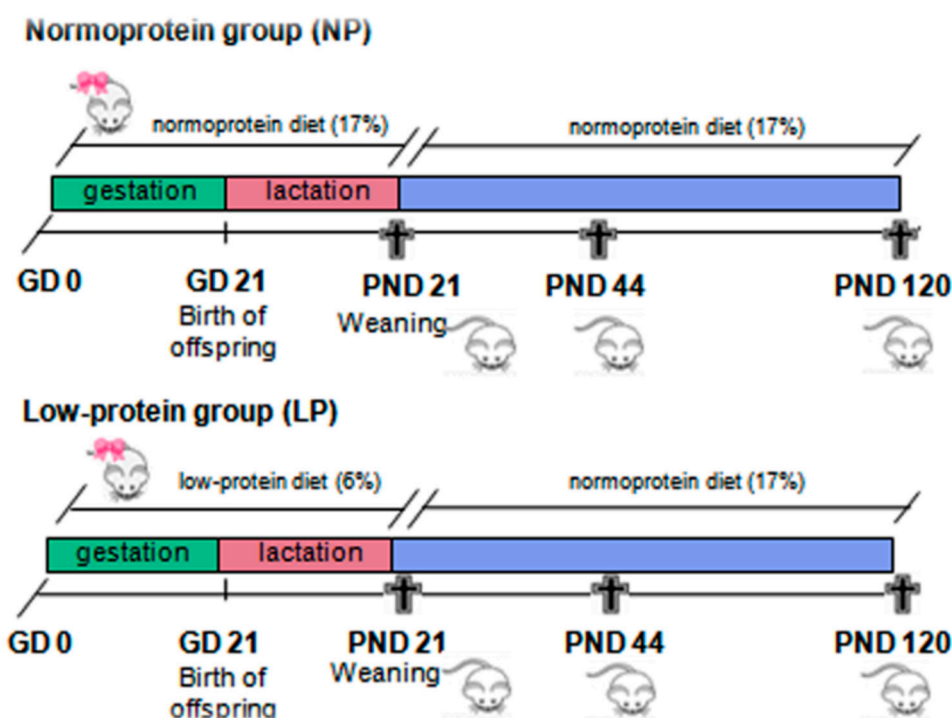 Normoprotein group (NP)
normoprotein diet (17%)
normoprotein diet (17%)
gestation
lactation
GD 0
GD 21
PND 21
PND 44
PND 120
Birth of
offspring
Weaning
Low-protein group (LP)
low-protein diet (6%)
normoprotein diet (17%)
gestation
lactation
GD 0
GD 21
PND 21
PND 44
PND 120
Birth of
offspring
Weaning